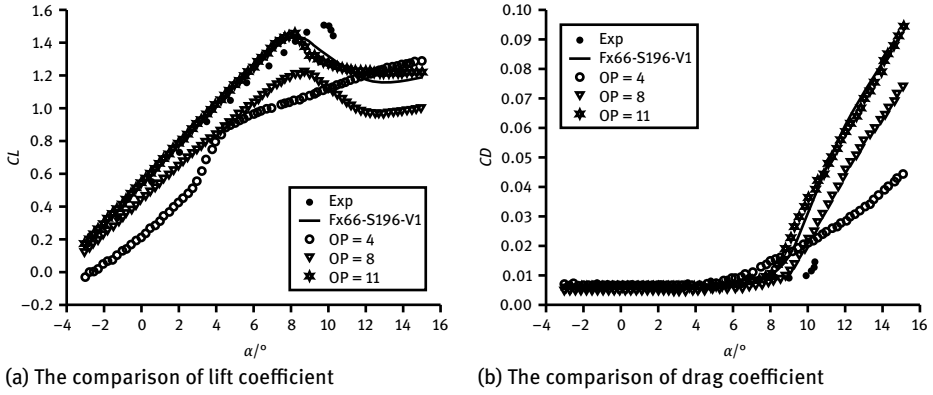 1.6
1.4
1.2
1.0
0.8
0.6
0.4
0.2
0.0
−0.2
CL
−4 −2 0 2 4 6 8 10 12 14 16
α/°
Exp
Fx66-S196-V1
OP = 4
OP = 8
OP = 11
(a) The comparison of lift coefficient
0.10
0.09
0.08
0.07
0.06
0.05
0.04
0.03
0.02
0.01
0.00
CD
−4 −2 0 2 4 6 8 10 12 14 16
α/°
Exp
Fx66-S196-V1
OP = 4
OP = 8
OP = 11
(b) The comparison of drag coefficient